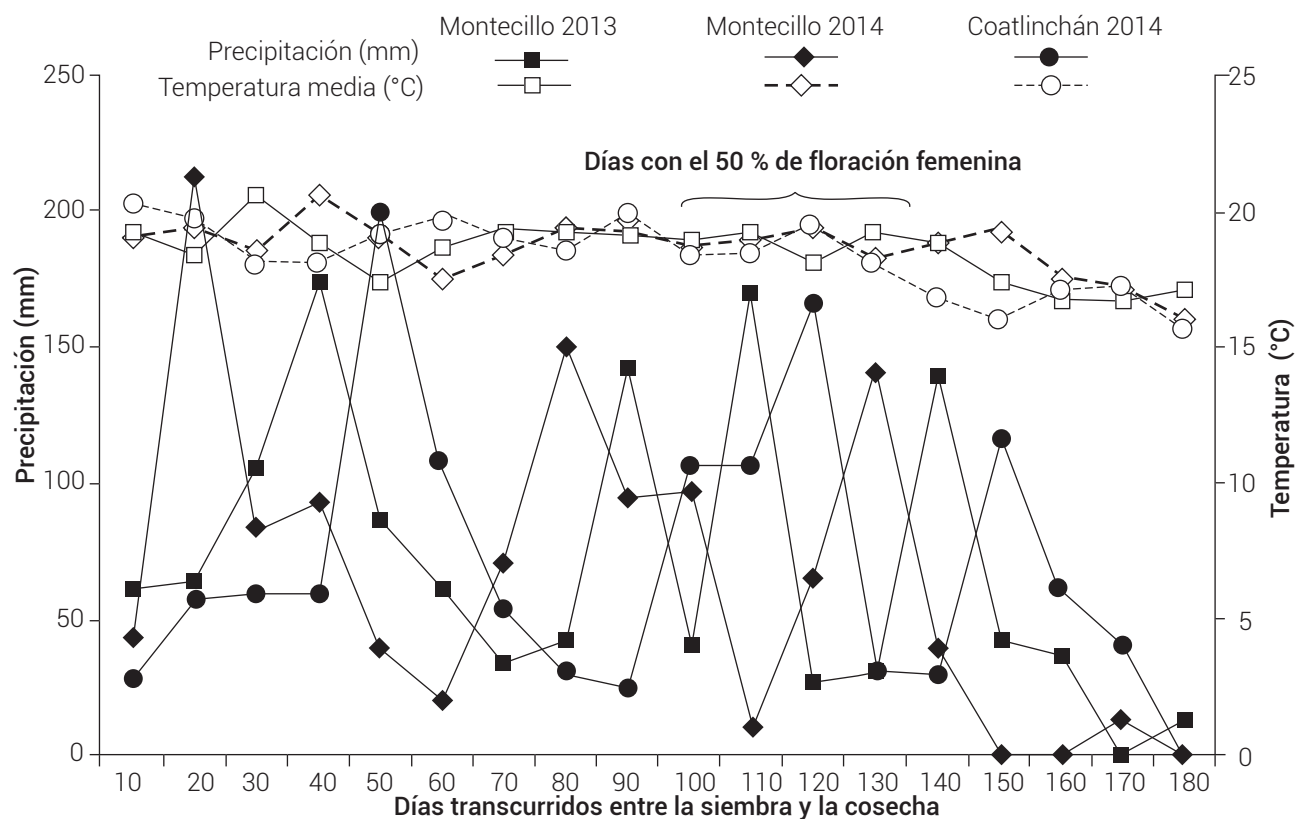 Montecillo 2013 Montecillo 2014 Coatlinchán 2014
Precipitación (mm)
Temperatura media (°C)
Días con el 50 % de floración femenina
Precipitación (mm)
250
200
150
100
50
0
25
20
15
10
5
0
Temperatura (°C)
10 20 30 40 50 60 70 80 90 100 110 120 130 140 150 160 170 180
Días transcurridos entre la siembra y la cosecha